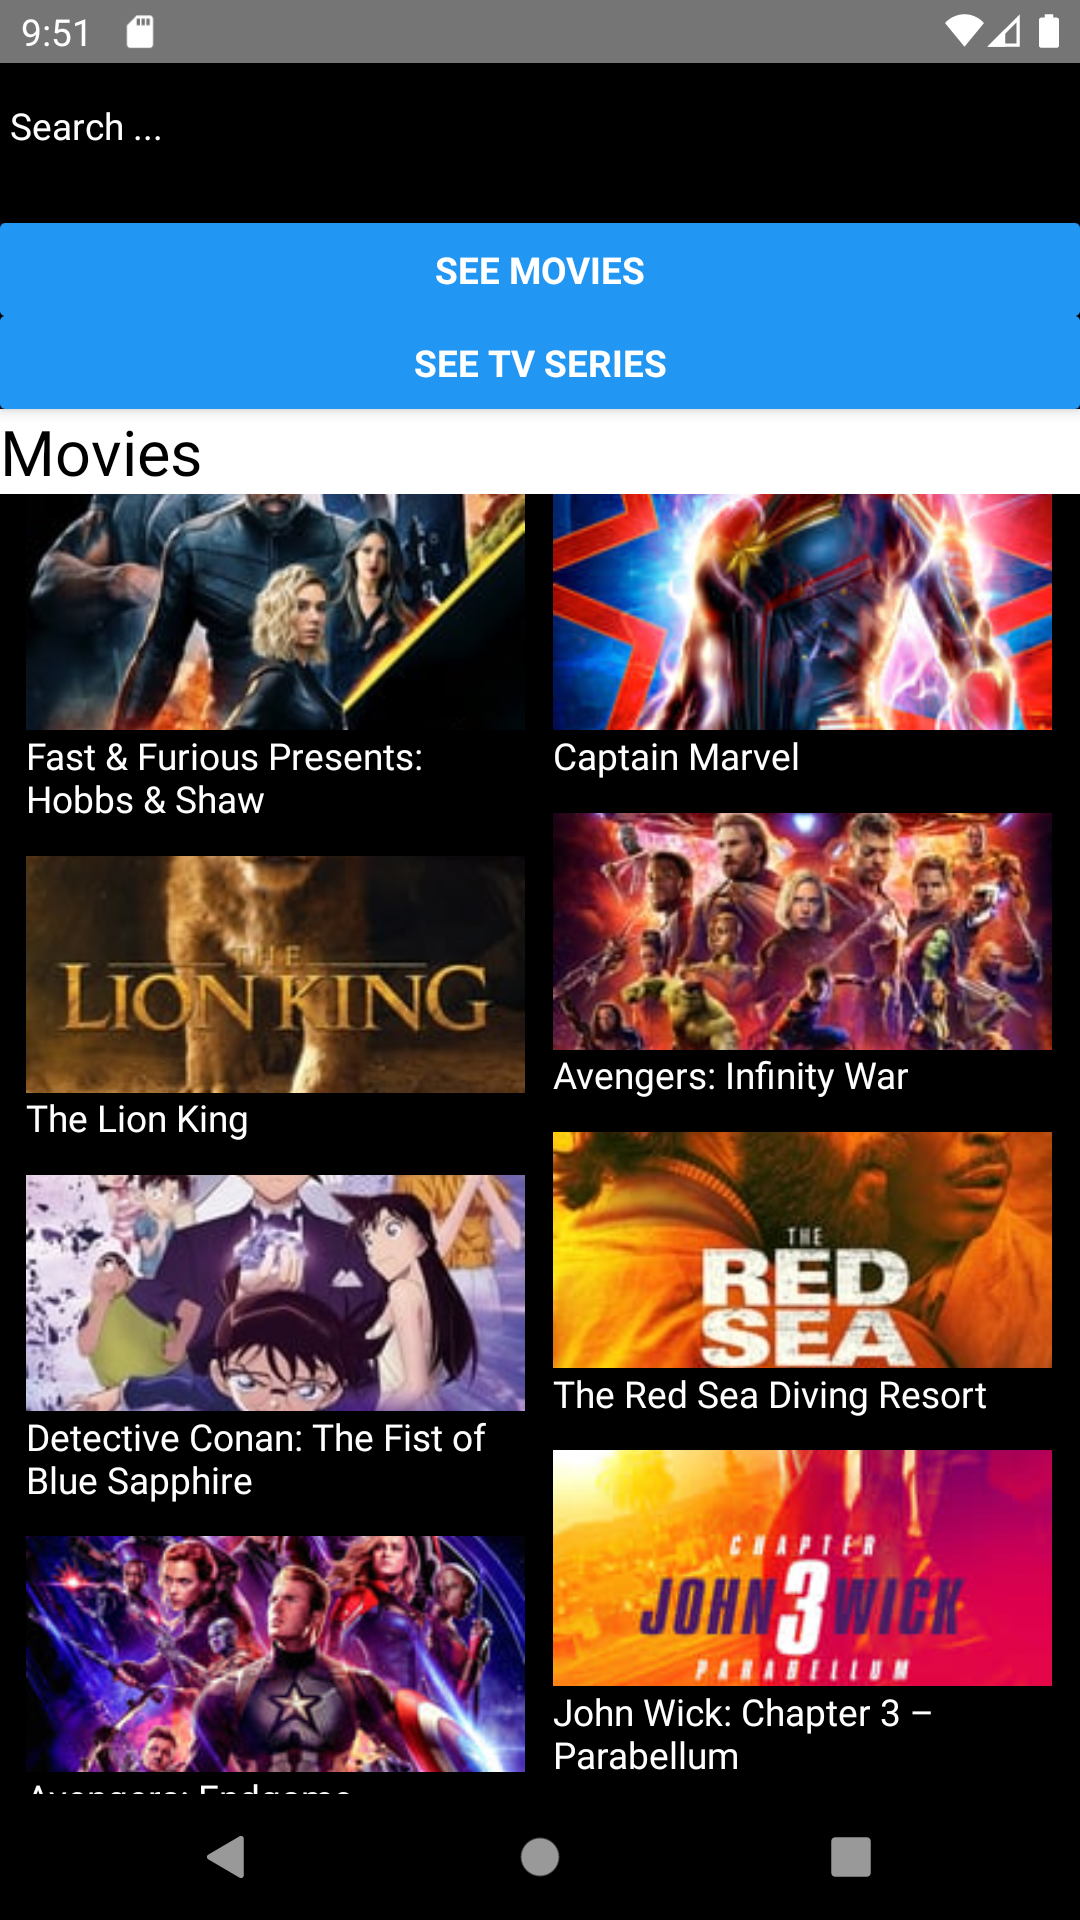 9:51
Search ...
SEE MOVIES
SEE TV SERIES
Movies
Fast & Furious Presents:
Hobbs & Shaw
Captain Marvel
THE
LION KING
The Lion King
Avengers: Infinity War
THE
RED
SEA
The Red Sea Diving Resort
Detective Conan: The Fist of
Blue Sapphire
CHAPTER
JOHN 3 WICK
PARABELLUM
John Wick: Chapter 3 –
Parabellum
Avengers: Endgame